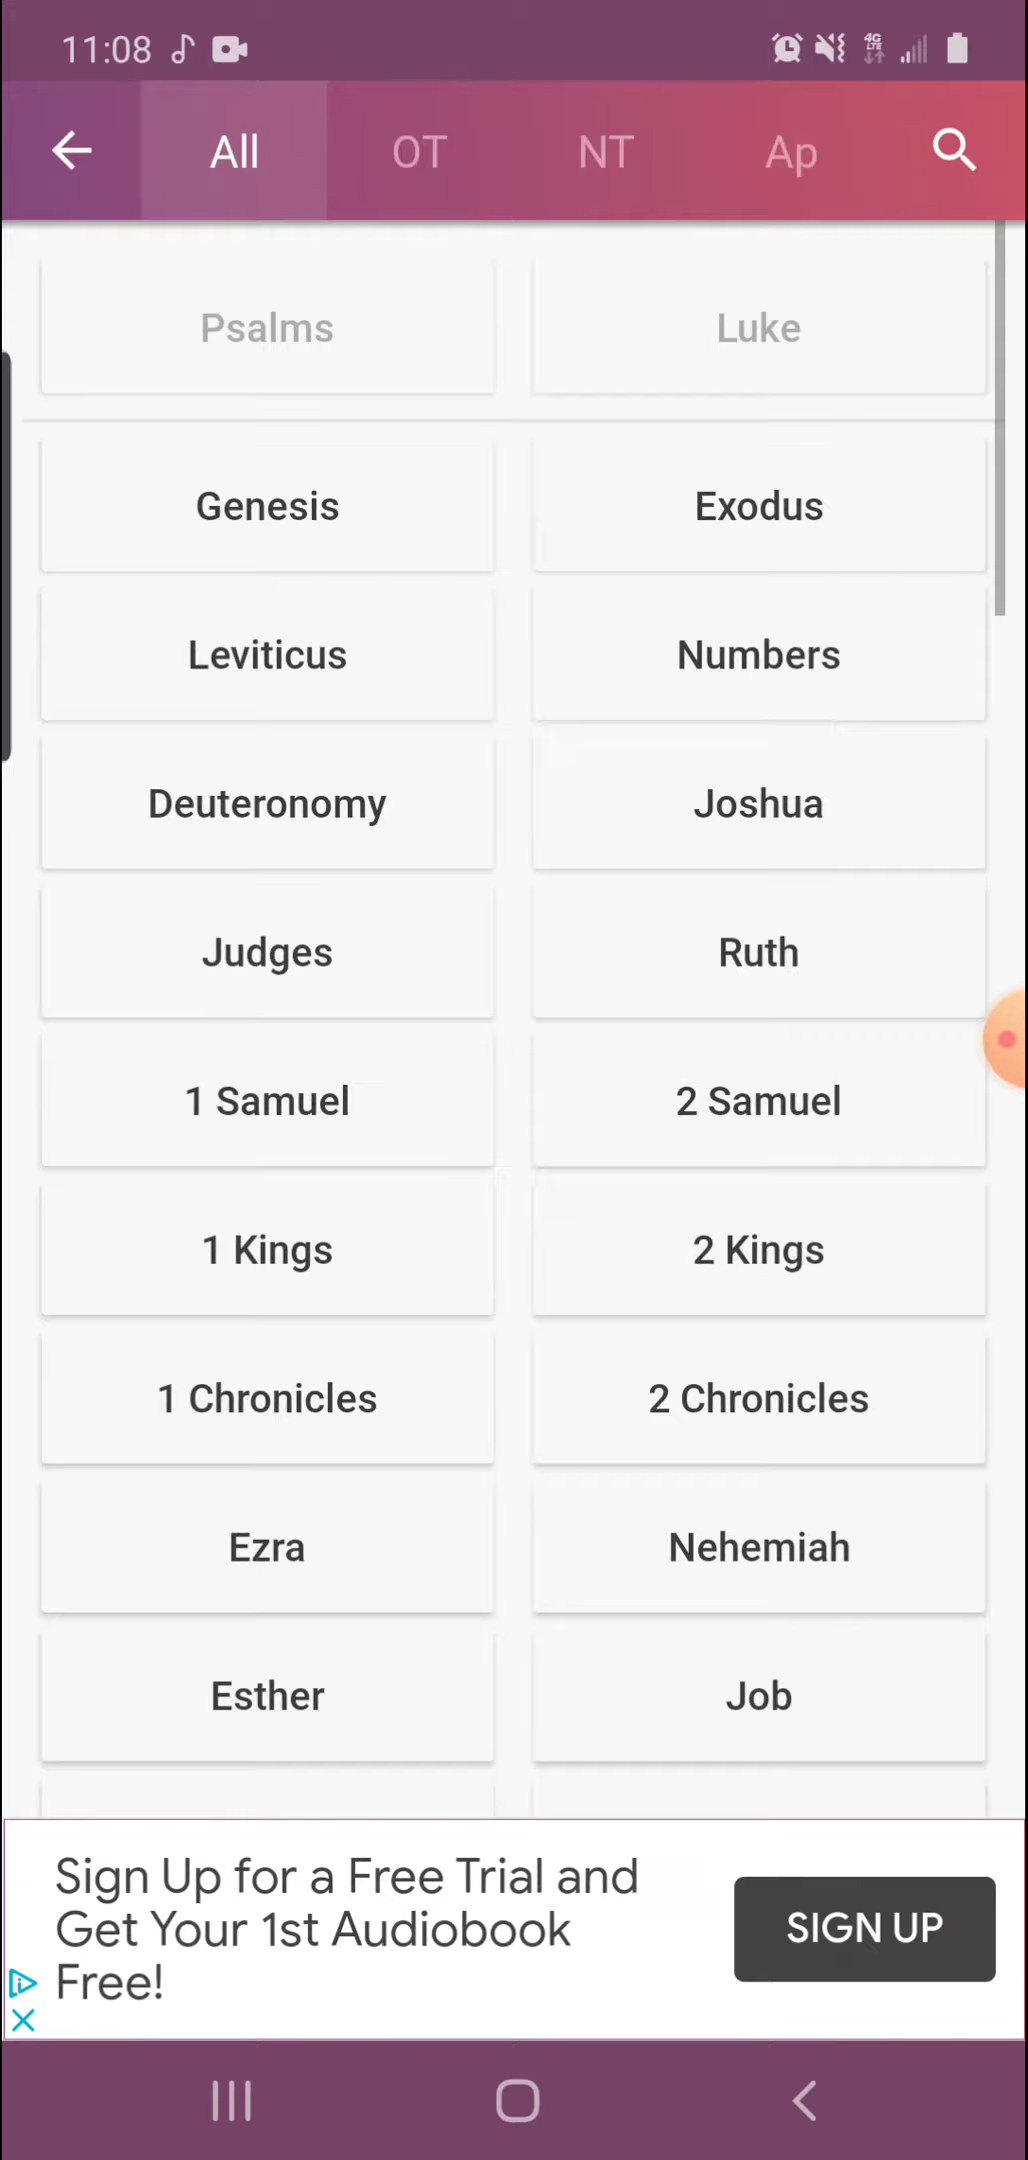 11:08
4G
LTE
All OT NT Ap
Psalms Luke
Genesis Exodus
Leviticus Numbers
Deuteronomy Joshua
Judges Ruth
1 Samuel 2 Samuel
1 Kings 2 Kings
1 Chronicles 2 Chronicles
Ezra Nehemiah
Esther Job
Sign Up for a Free Trial and
Get Your 1st Audiobook
Free!
SIGN UP